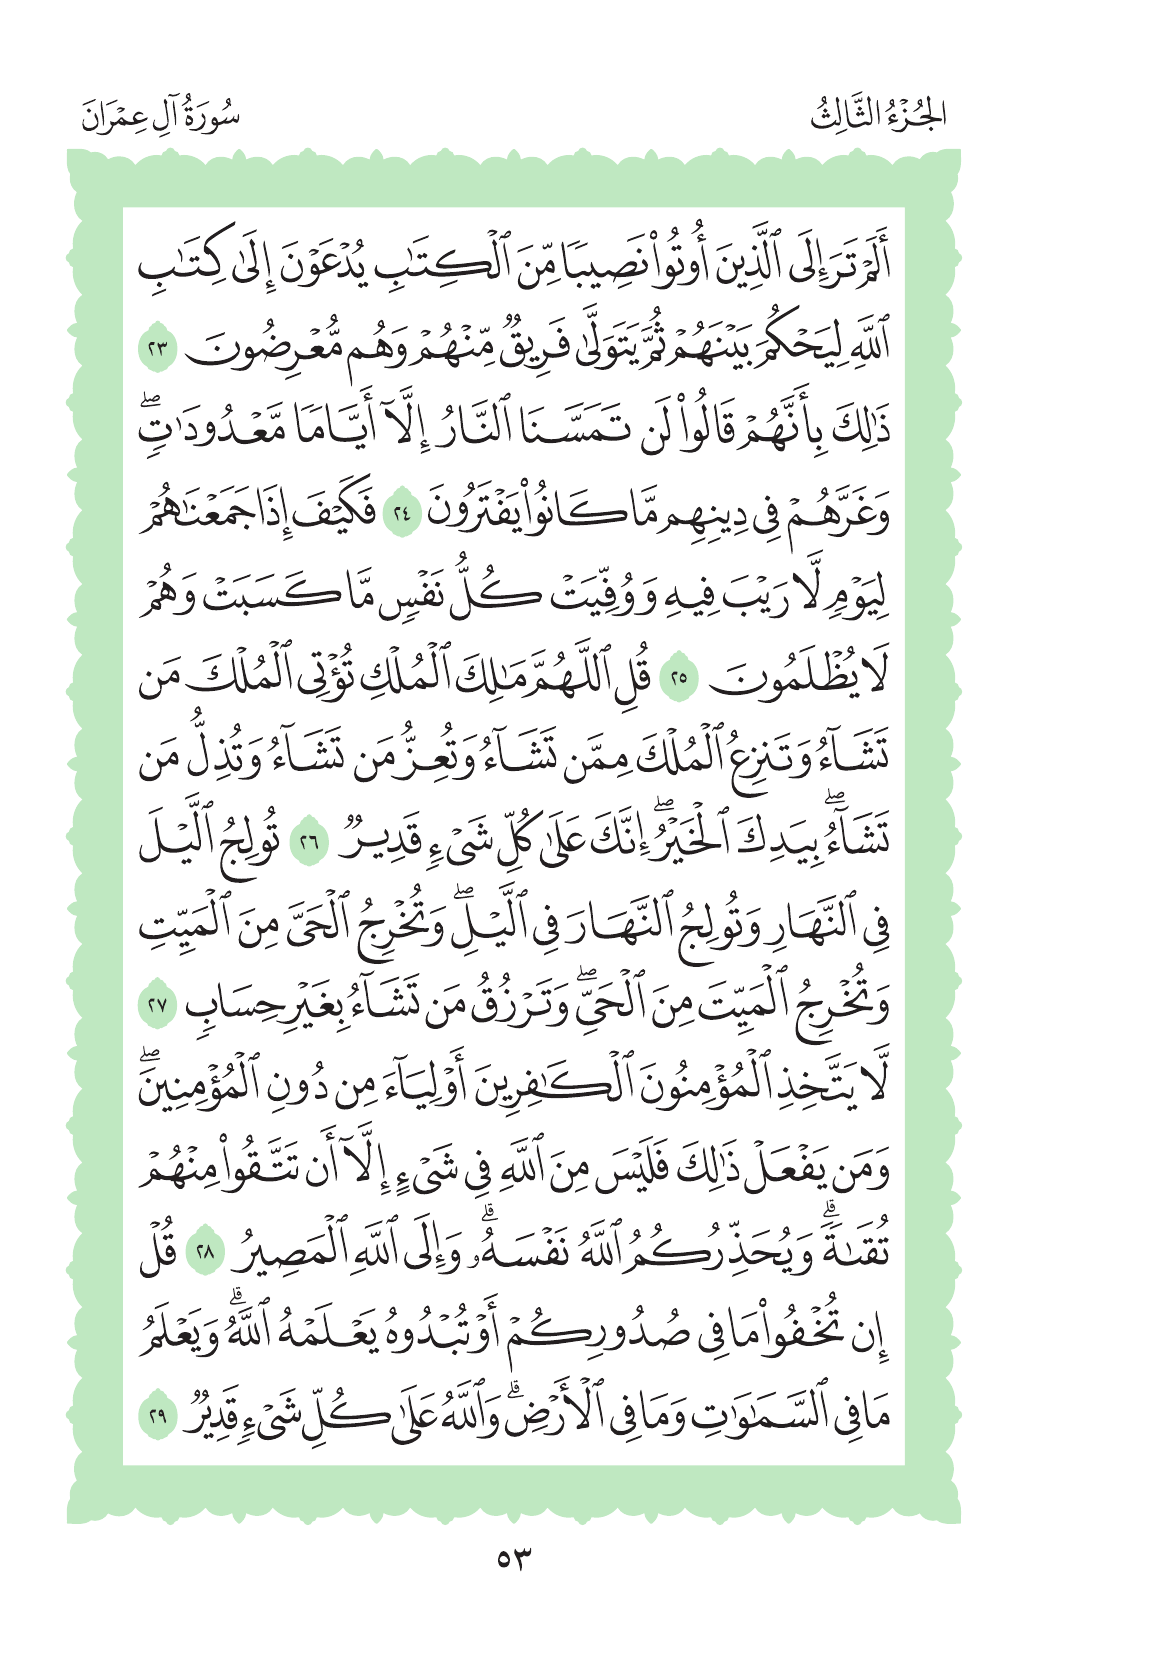 الجُزْءُ الثَّالِثُ
سُورَةُ آلِ عِمْرَانَ
أَلَمْ تَرَ إِلَى ٱلَّذِينَ أُوتُوا۟ نَصِيبًا مِّنَ ٱلْكِتَـٰبِ يُدْعَوْنَ إِلَىٰ كِتَـٰبِ
ٱللَّهِ لِيَحْكُمَ بَيْنَهُمْ ثُمَّ يَتَوَلَّىٰ فَرِيقٌ مِّنْهُمْ وَهُم مُّعْرِضُونَ ٢٣
ذَٰلِكَ بِأَنَّهُمْ قَالُوا۟ لَن تَمَسَّنَا ٱلنَّارُ إِلَّآ أَيَّامًا مَّعْدُودَٰتٍ ۖ
وَغَرَّهُمْ فِى دِينِهِم مَّا كَانُوا۟ يَفْتَرُونَ ٢٤ فَكَيْفَ إِذَا جَمَعْنَـٰهُمْ
لِيَوْمٍ لَّا رَيْبَ فِيهِ وَوُفِّيَتْ كُلُّ نَفْسٍ مَّا كَسَبَتْ وَهُمْ
لَا يُظْلَمُونَ ٢٥ قُلِ ٱللَّهُمَّ مَـٰلِكَ ٱلْمُلْكِ تُؤْتِى ٱلْمُلْكَ مَن
تَشَآءُ وَتَنزِعُ ٱلْمُلْكَ مِمَّن تَشَآءُ وَتُعِزُّ مَن تَشَآءُ وَتُذِلُّ مَن
تَشَآءُ ۖ بِيَدِكَ ٱلْخَيْرُ ۖ إِنَّكَ عَلَىٰ كُلِّ شَىْءٍ قَدِيرٌ ٢٦ تُولِجُ ٱلَّيْلَ
فِى ٱلنَّهَارِ وَتُولِجُ ٱلنَّهَارَ فِى ٱلَّيْلِ ۖ وَتُخْرِجُ ٱلْحَىَّ مِنَ ٱلْمَيِّتِ
وَتُخْرِجُ ٱلْمَيِّتَ مِنَ ٱلْحَىِّ ۖ وَتَرْزُقُ مَن تَشَآءُ بِغَيْرِ حِسَابٍ ٢٧
لَّا يَتَّخِذِ ٱلْمُؤْمِنُونَ ٱلْكَـٰفِرِينَ أَوْلِيَآءَ مِن دُونِ ٱلْمُؤْمِنِينَ ۖ
وَمَن يَفْعَلْ ذَٰلِكَ فَلَيْسَ مِنَ ٱللَّهِ فِى شَىْءٍ إِلَّآ أَن تَتَّقُوا۟ مِنْهُمْ
تُقَىٰةً ۗ وَيُحَذِّرُكُمُ ٱللَّهُ نَفْسَهُۥ ۗ وَإِلَى ٱللَّهِ ٱلْمَصِيرُ ٢٨ قُلْ
إِن تُخْفُوا۟ مَا فِى صُدُورِكُمْ أَوْ تُبْدُوهُ يَعْلَمْهُ ٱللَّهُ ۗ وَيَعْلَمُ
مَا فِى ٱلسَّمَـٰوَٰتِ وَمَا فِى ٱلْأَرْضِ ۗ وَٱللَّهُ عَلَىٰ كُلِّ شَىْءٍ قَدِيرٌ ٢٩
٥٣